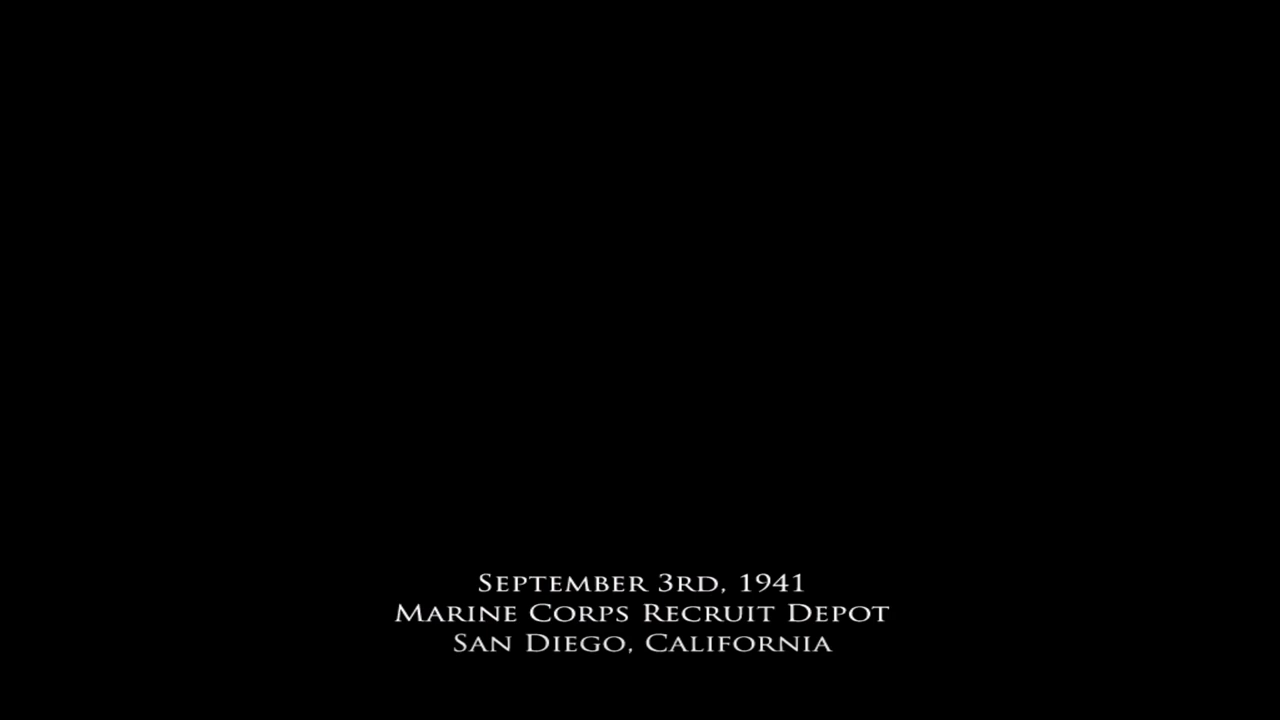 September 3rd, 1941
Marine Corps Recruit Depot
San Diego, California